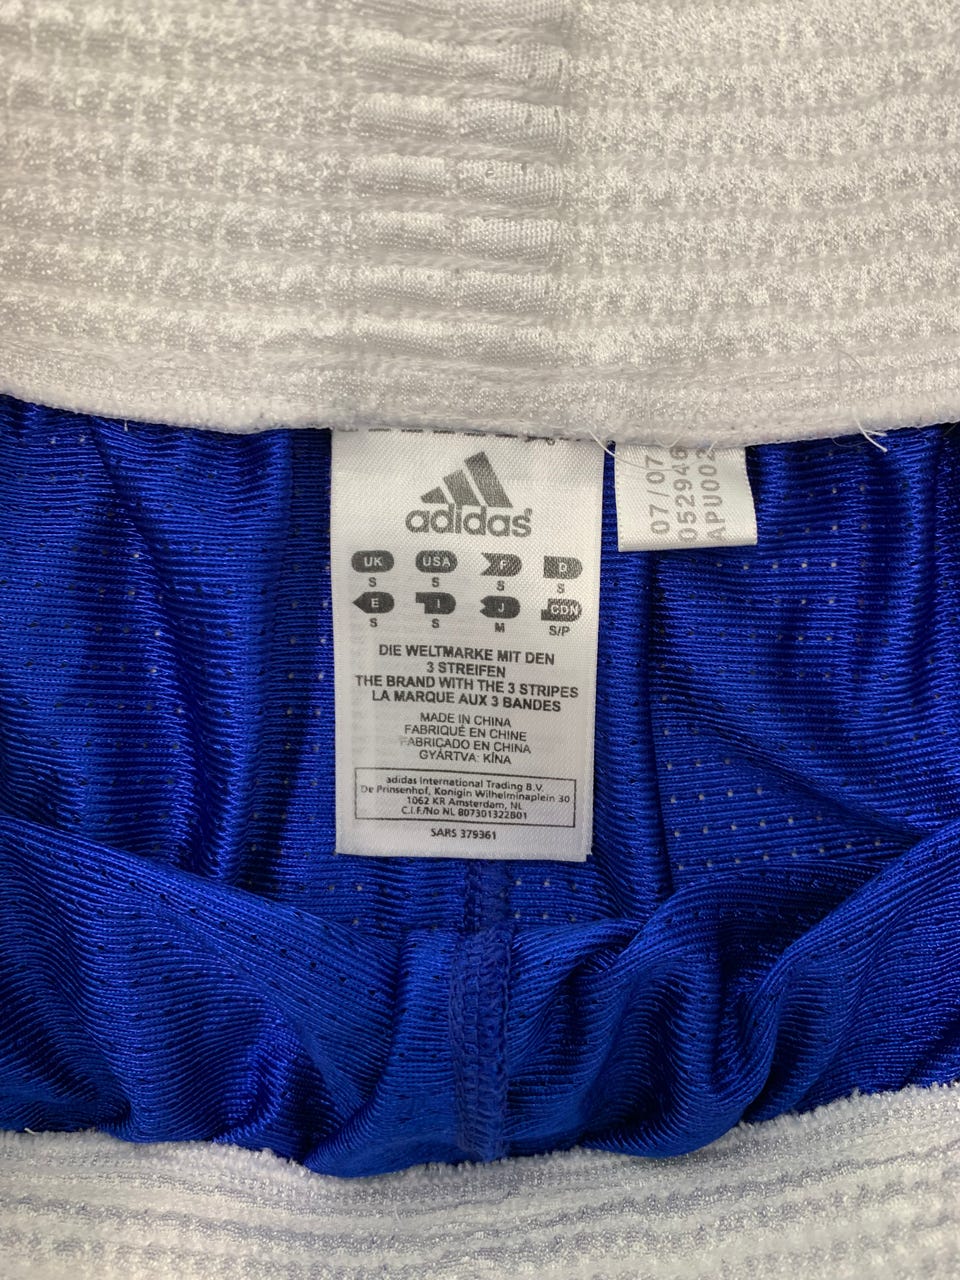 adidas
UK USA F D
S S S S
E I J CDN
S S M S/P
DIE WELTMARKE MIT DEN
3 STREIFEN
THE BRAND WITH THE 3 STRIPES
LA MARQUE AUX 3 BANDES
MADE IN CHINA
FABRIQUÉ EN CHINE
FABRICADO EN CHINA
GYÁRTVA: KÍNA
adidas International Trading B.V.
De Prinsenhof, Konigin Wilhelminaplein 30
1062 KR Amsterdam, NL
C.I.F./No NL 807301322B01
SARS 379361
07/07
052946
APU002